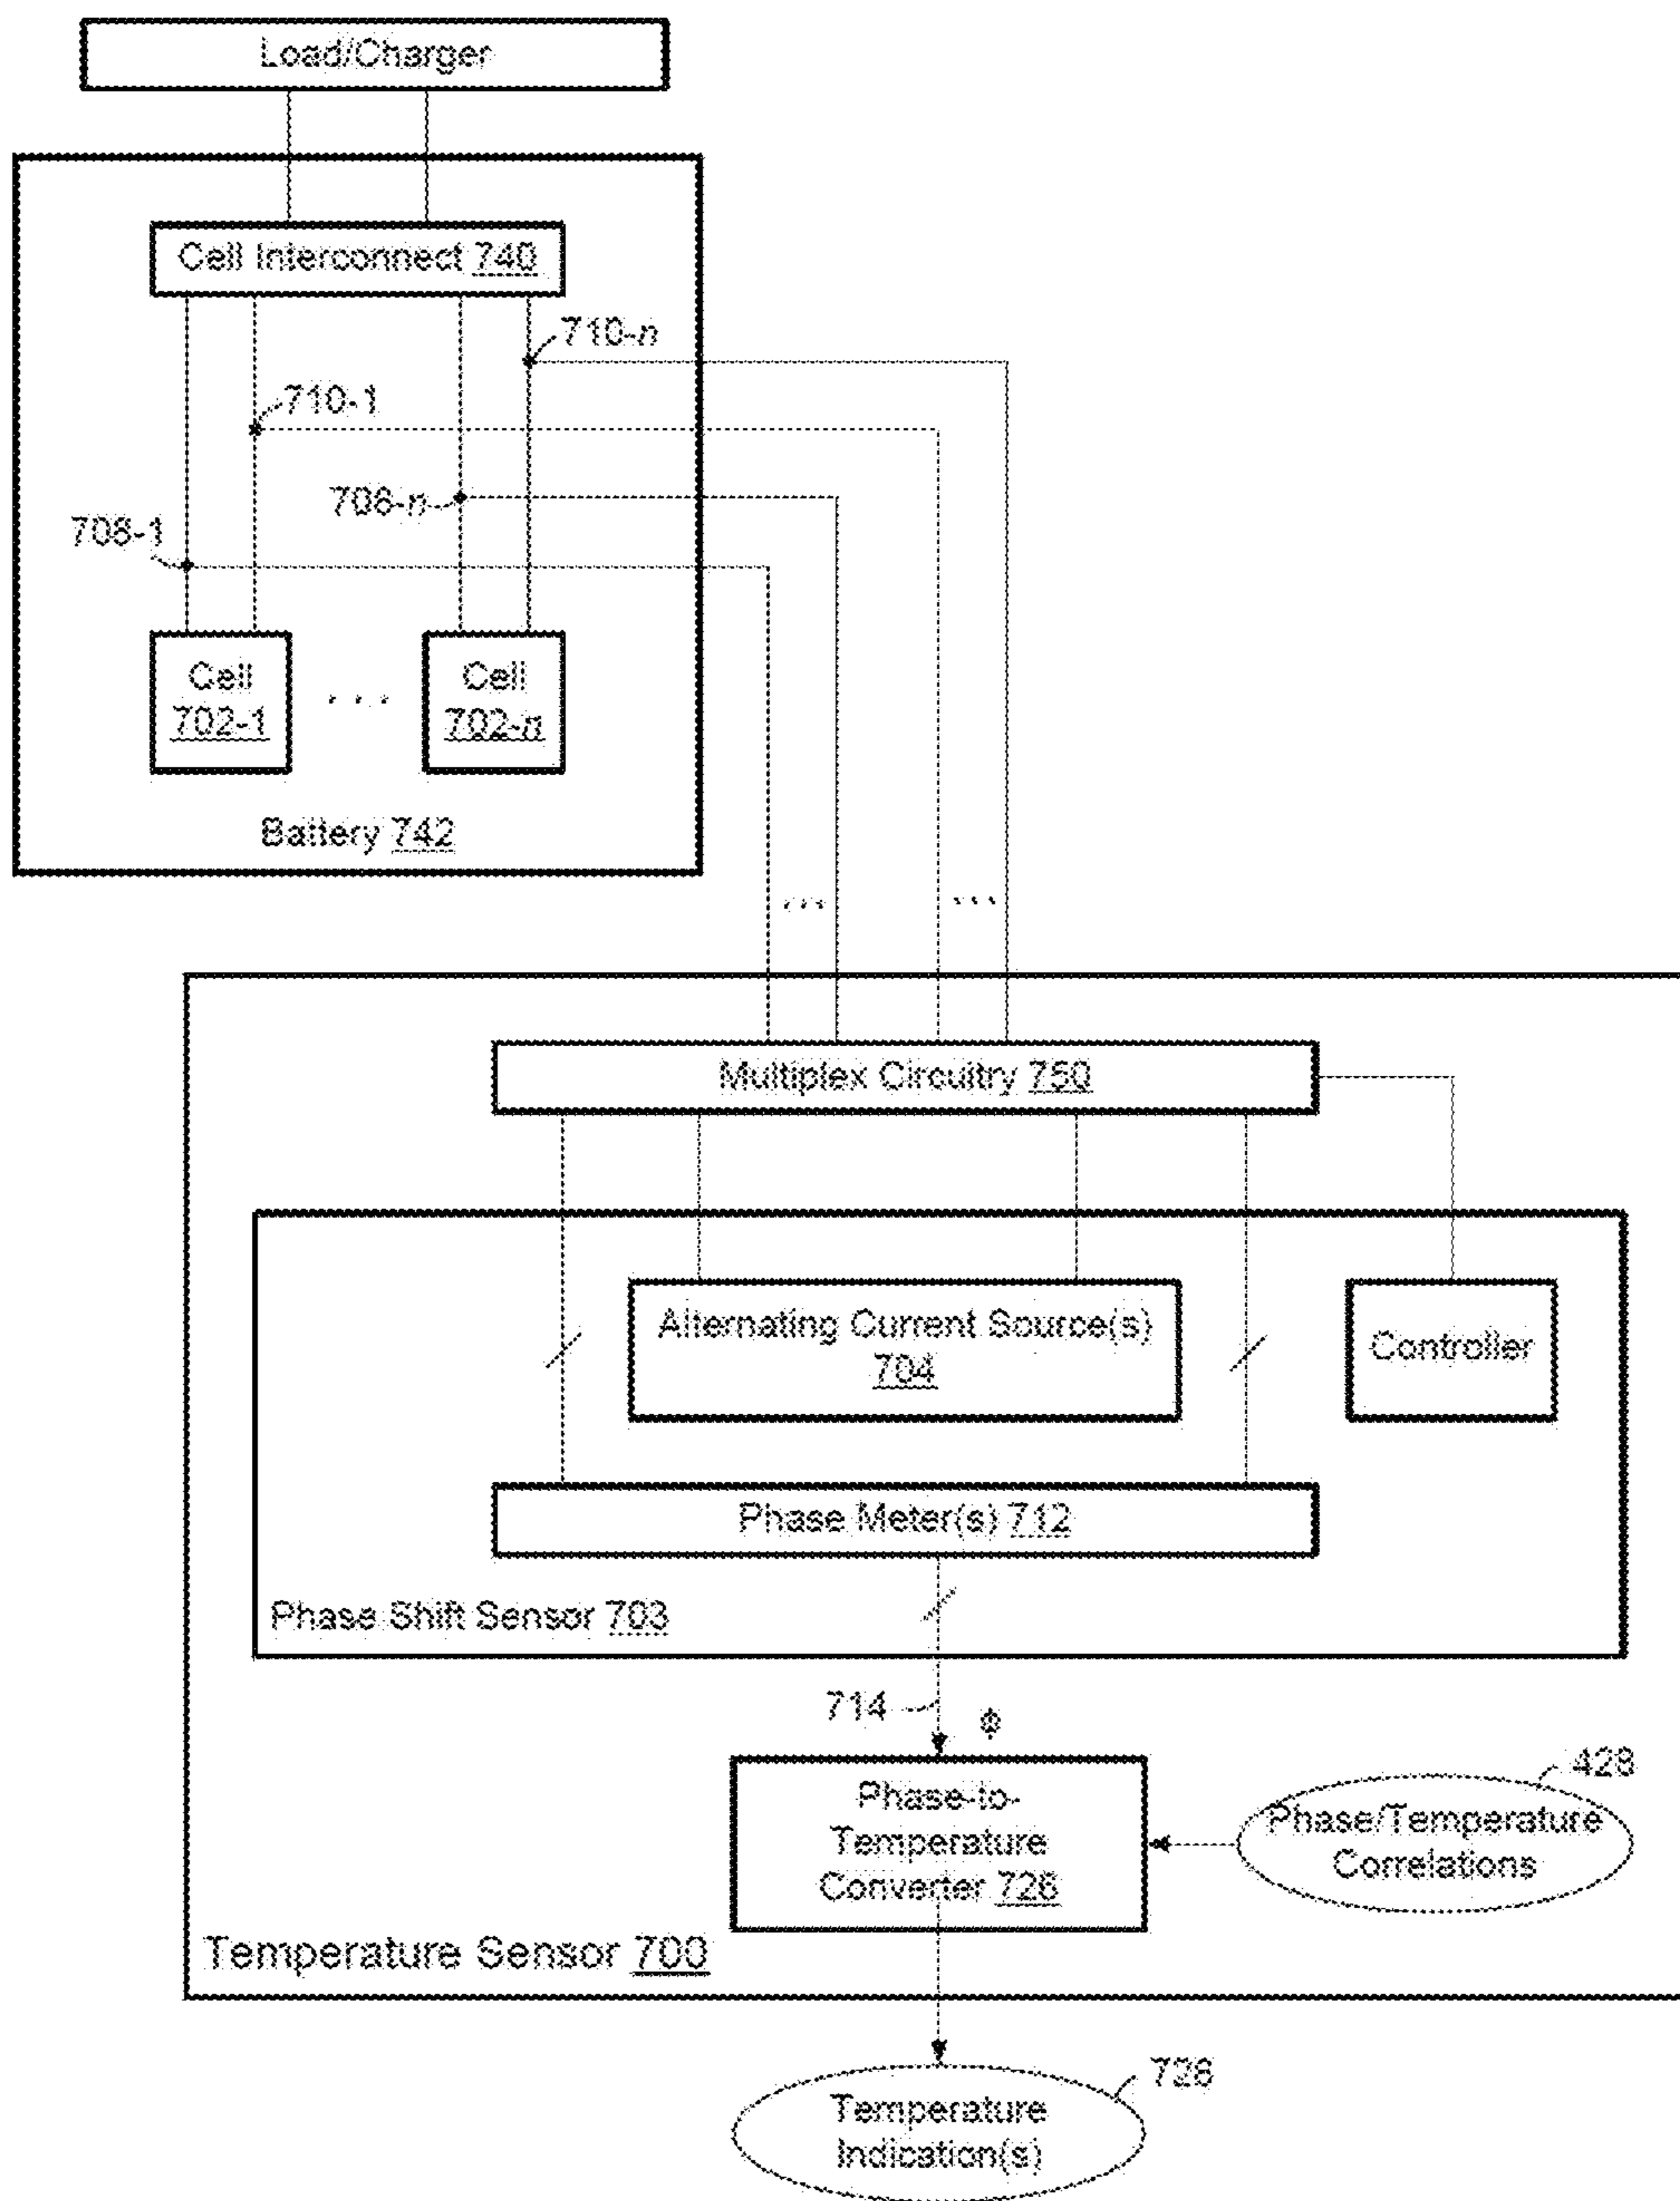 Load/Charger
Cell Interconnect 740
710-n
710-1
708-n
708-1
Cell
702-1
. . .
Cell
702-n
Battery 742
...
...
Multiplex Circuitry 750
Alternating Current Source(s)
704
Controller
Phase Meter(s) 712
Phase Shift Sensor 703
714
Φ
Phase-to-
Temperature
Converter 726
428
Phase/Temperature
Correlations
Temperature Sensor 700
Temperature
Indication(s)